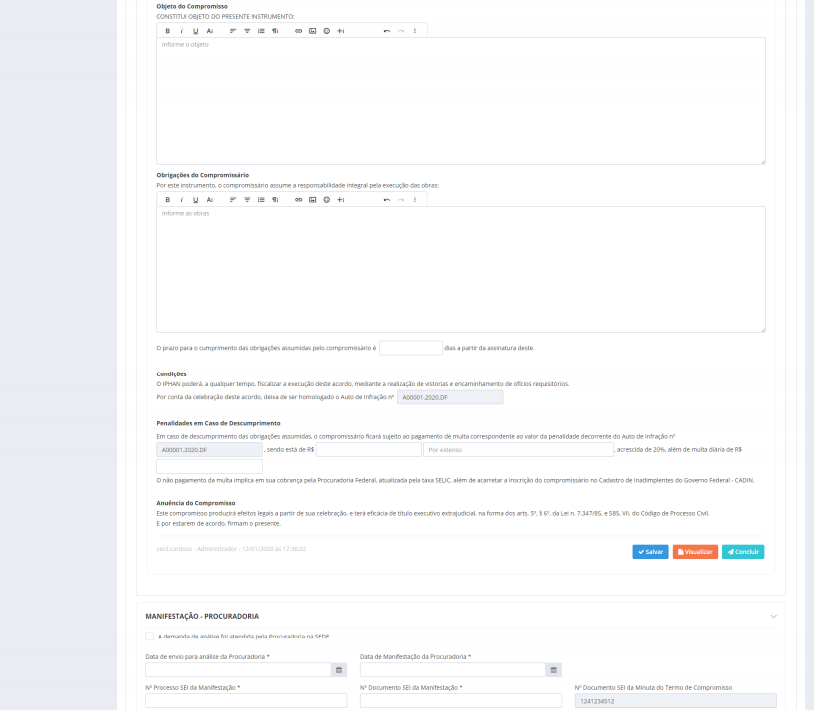 Objeto do Compromisso
CONSTITUI OBJETO DO PRESENTE INSTRUMENTO:
Informe o objeto
Obrigações do Compromissário
Por este instrumento, o compromissário assume a responsabilidade integral pela execução das obras:
Informe as obras
O prazo para o cumprimento das obrigações assumidas pelo compromissário é dias a partir da assinatura deste.
Condições
O IPHAN poderá, a qualquer tempo, fiscalizar a execução deste acordo, mediante a realização de vistorias e encaminhamento de ofícios requisitórios.
Por conta da celebração deste acordo, deixa de ser homologado o Auto de Infração nº A00001.2020.DF
Penalidades em Caso de Descumprimento
Em caso de descumprimento das obrigações assumidas, o compromissário ficará sujeito ao pagamento de multa correspondente ao valor da penalidade decorrente do Auto de Infração nº
A00001.2020.DF , sendo está de R$ Por extenso , acrescida de 20%, além de multa diária de R$
O não pagamento da multa implica em sua cobrança pela Procuradoria Federal, atualizada pela taxa SELIC, além de acarretar a inscrição do compromissário no Cadastro de Inadimplentes do Governo Federal - CADIN.
Anuência do Compromisso
Este compromisso produzirá efeitos legais a partir de sua celebração, e terá eficácia de título executivo extrajudicial, na forma dos arts. 5º, § 6º, da Lei n. 7.347/85, e 585, VII, do Código de Processo Civil.
E por estarem de acordo, firmam o presente.
cecil.cardozo - Administrador - 12/01/2020 às 17:36:02
Salvar Visualizar Concluir
MANIFESTAÇÃO - PROCURADORIA
A demanda de análise foi atendida pela Procuradoria na SEDE
Data de envio para análise da Procuradoria * Data de Manifestação da Procuradoria *
Nº Processo SEI da Manifestação * Nº Documento SEI da Manifestação * Nº Documento SEI da Minuta do Termo de Compromisso
1241234512